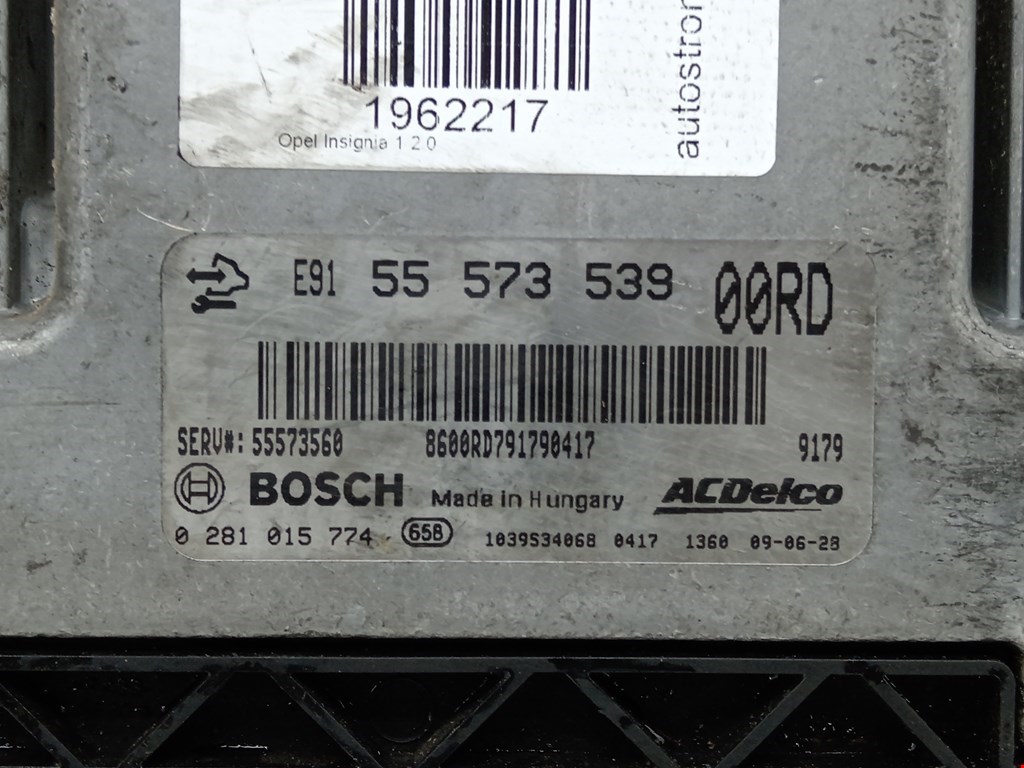 1962217
Opel Insignia 1 2 0
autostron
E91 55 573 539 00RD
SERV#: 55573560 8600RD791790417 9179
BOSCH Made in Hungary ACDelco
0 281 015 774 65B 1039S34068 0417 1360 09-06-28